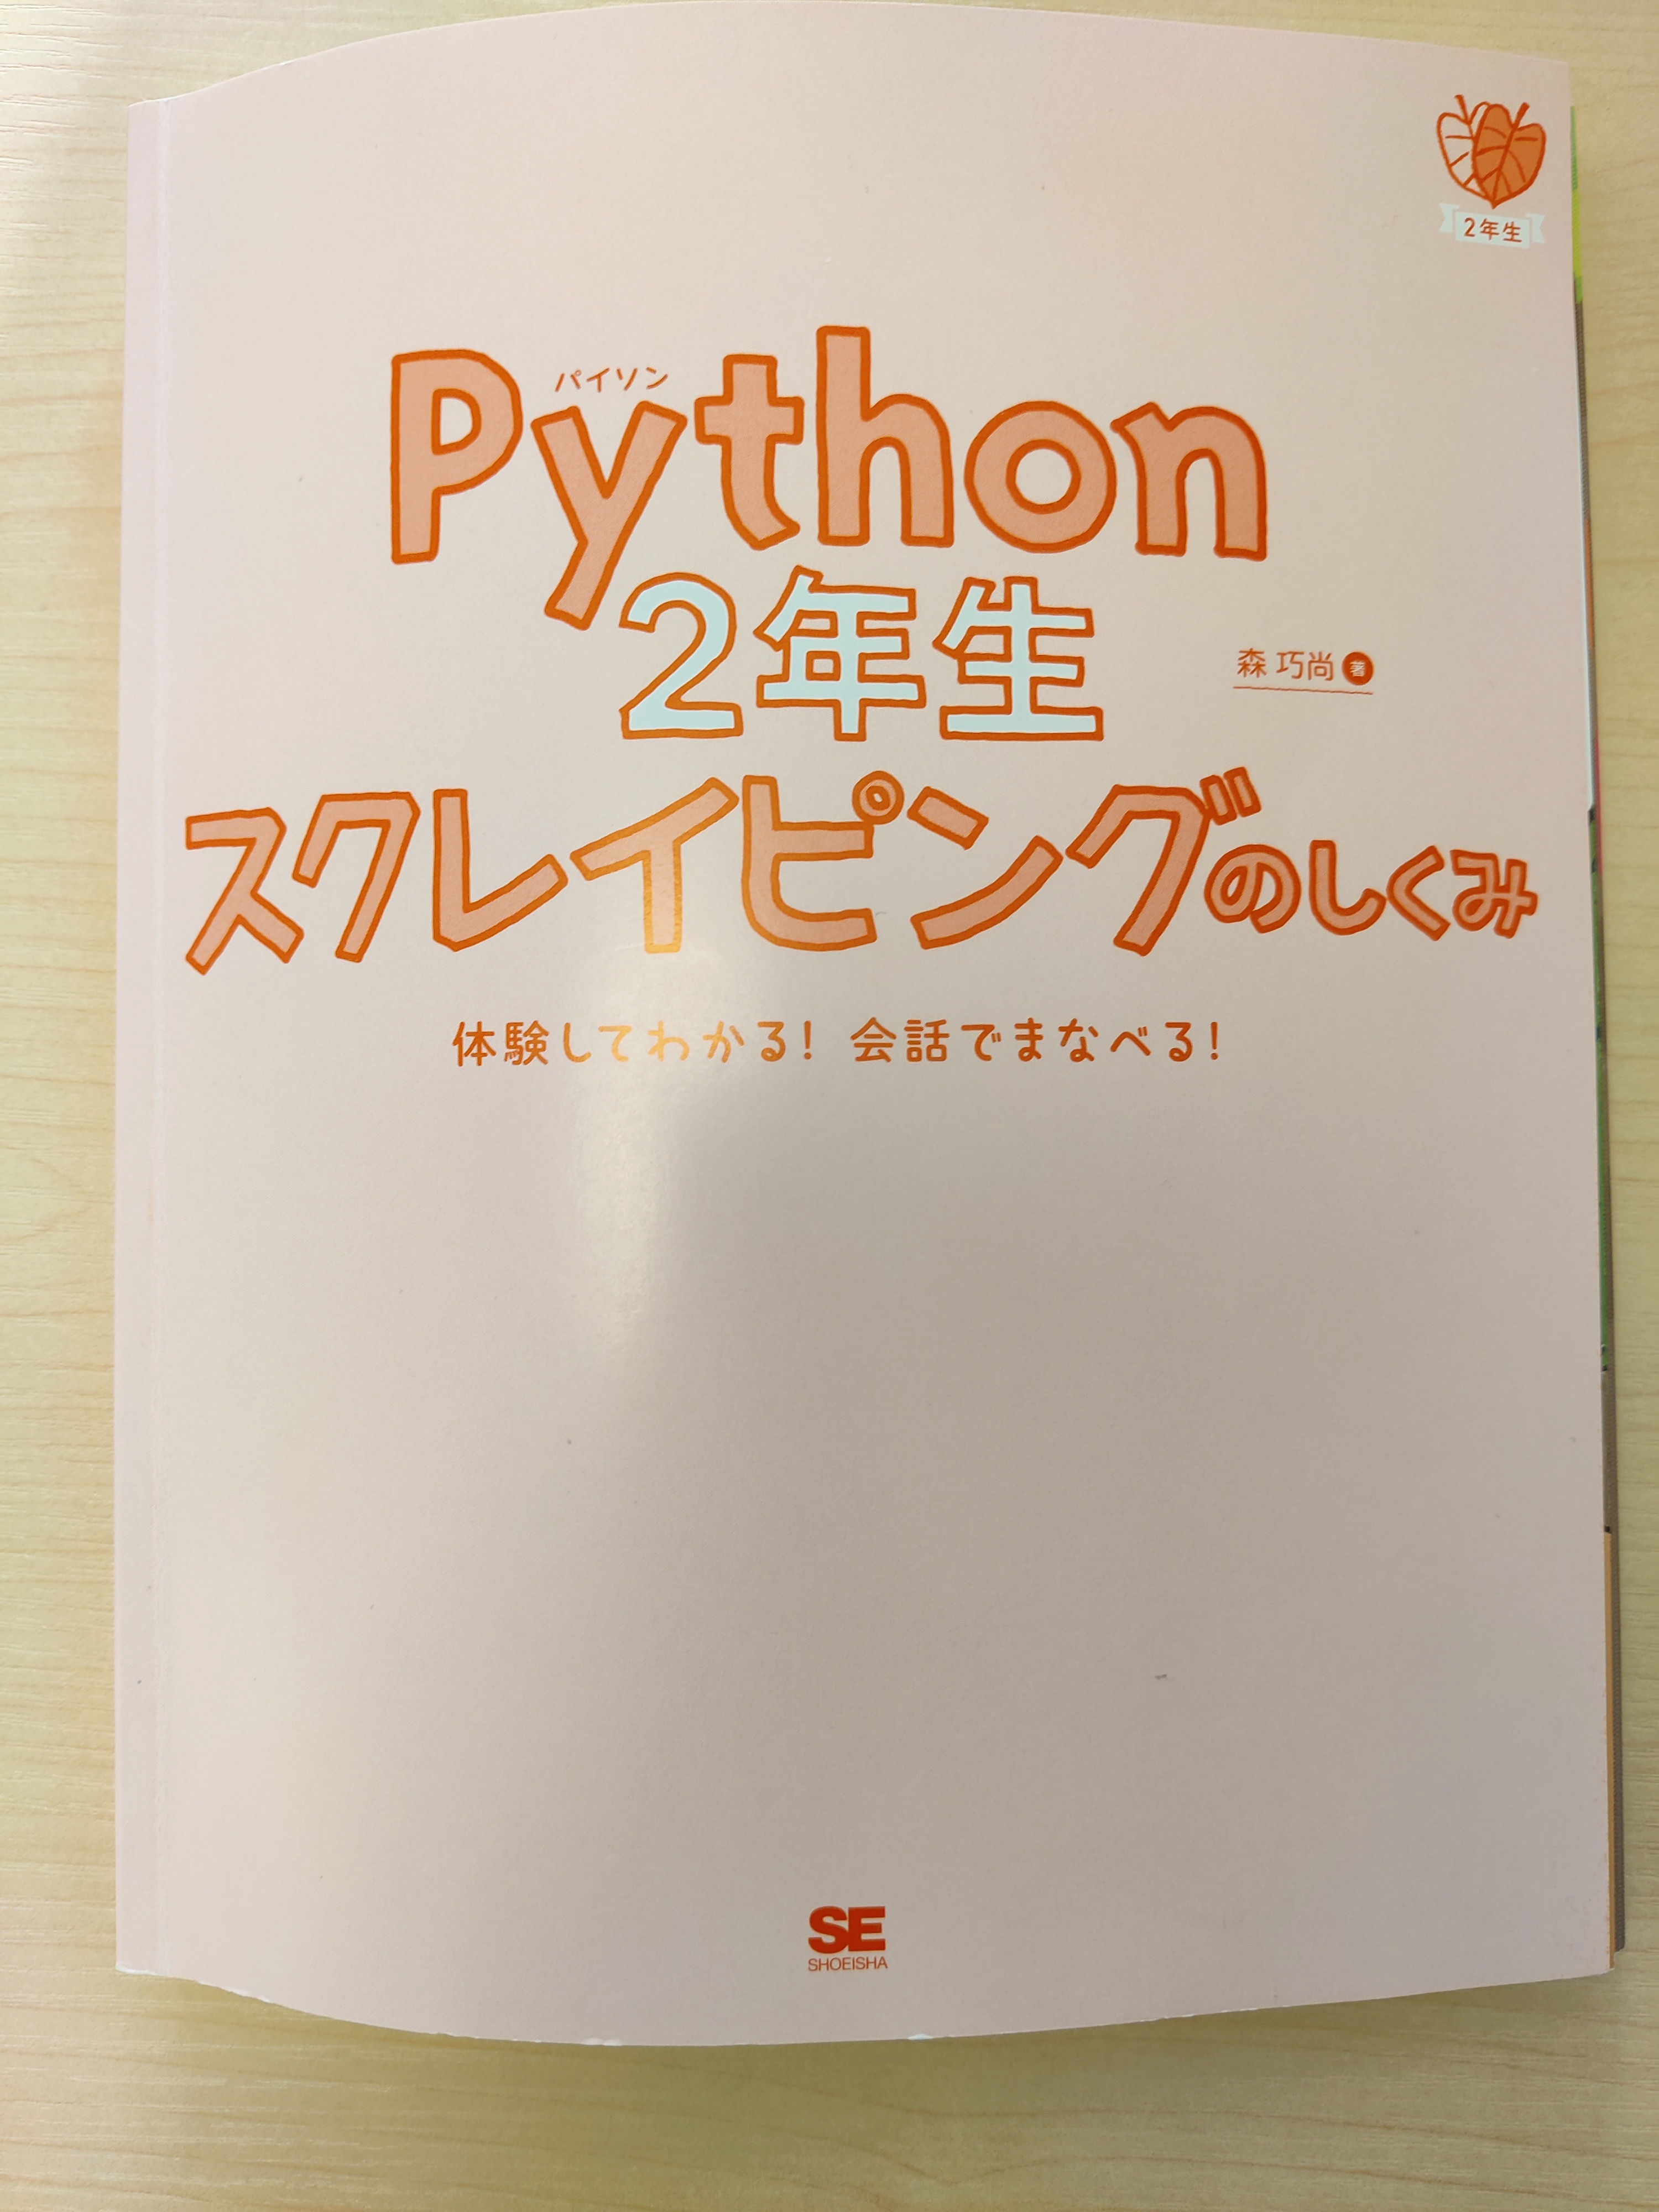 2年生
パイソン
Python
2年生
森 巧尚 著
スクレイピングのしくみ
体験してわかる! 会話でまなべる!
SE
SHOEISHA